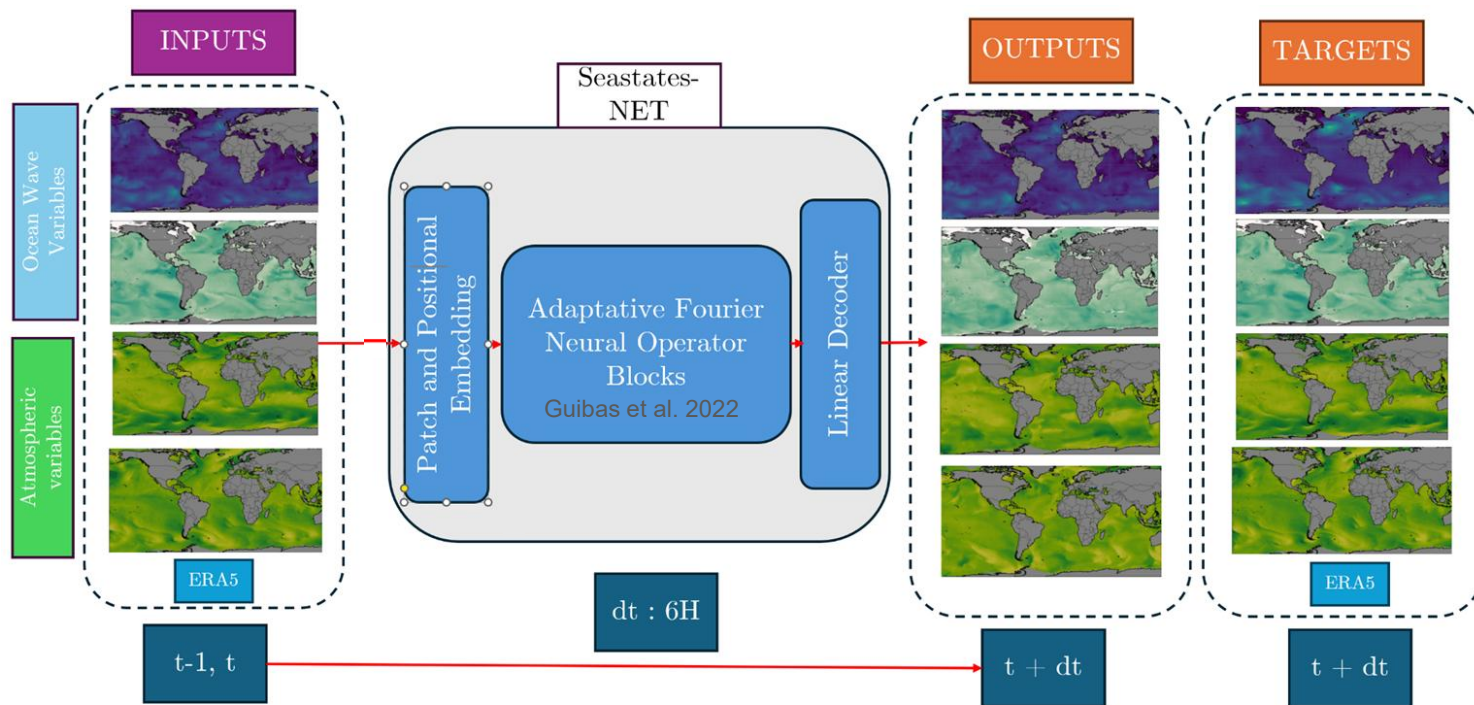 INPUTS
Ocean Wave
Variables
Atmospheric
variables
ERA5
t-1, t
Seastates-
NET
Patch and Positional
Embedding
Adaptative Fourier
Neural Operator
Blocks
Guibas et al. 2022
Linear Decoder
dt : 6H
OUTPUTS
t + dt
TARGETS
ERA5
t + dt